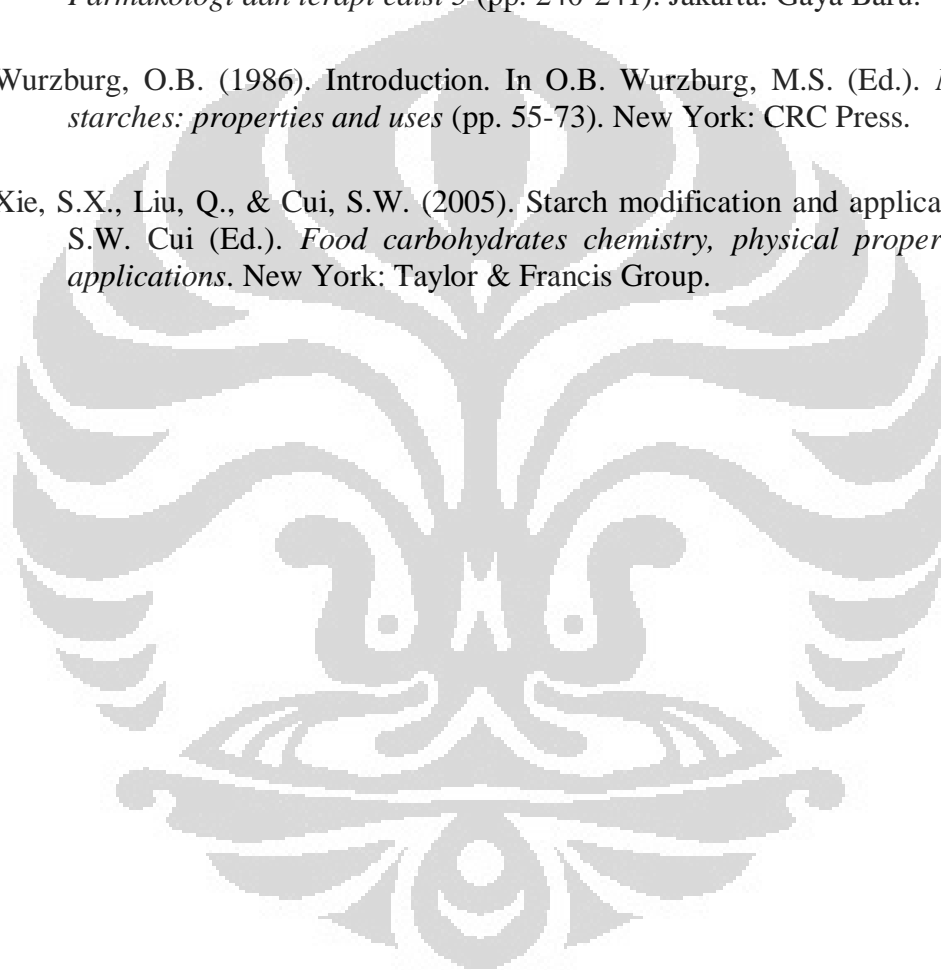 Farmakologi dan terapi edisi 5 (pp. 240-241). Jakarta: Gaya Baru.
Wurzburg, O.B. (1986). Introduction. In O.B. Wurzburg, M.S. (Ed.).
starches: properties and uses (pp. 55-73). New York: CRC Press.
Xie, S.X., Liu, Q., & Cui, S.W. (2005). Starch modification and applica
S.W. Cui (Ed.). Food carbohydrates chemistry, physical proper
applications. New York: Taylor & Francis Group.